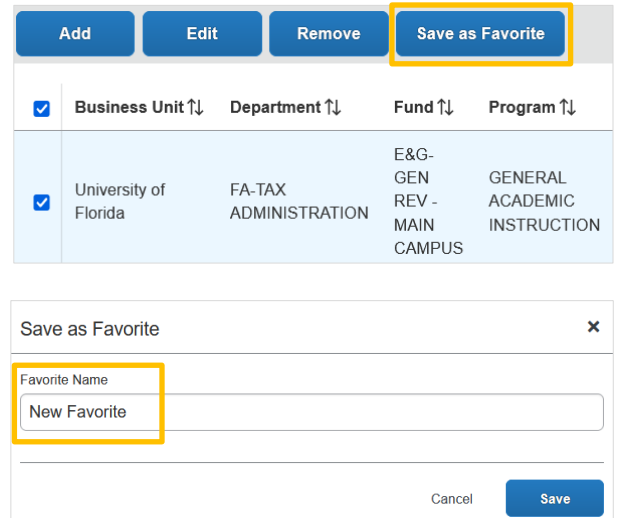 Add Edit Remove Save as Favorite
Business Unit↑↓ Department↑↓ Fund↑↓ Program↑↓
E&G-
GEN GENERAL
University of FA-TAX REV - ACADEMIC
Florida ADMINISTRATION MAIN INSTRUCTION
CAMPUS
Save as Favorite ×
Favorite Name
New Favorite
Cancel Save